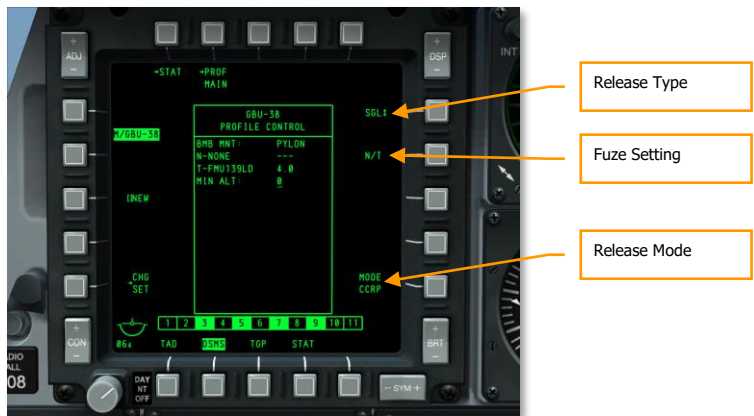 +
ADJ
-
+
DSP
-
INT
→STAT →PROF
MAIN
GBU-38
PROFILE CONTROL
BMB MNT: PYLON
N-NONE ---
T-FMU139LD 4.0
MIN ALT: 0
M/GBU-38
[]NEW
CHG
SET
SGL↕
N/T
MODE
CCRP
1 2 3 4 5 6 7 8 9 10 11
TAD DSMS TGP STAT
+
CON
-
+
BRT
-
ALL
08
DAY
NT
OFF
- SYM +
Release Type
Fuze Setting
Release Mode